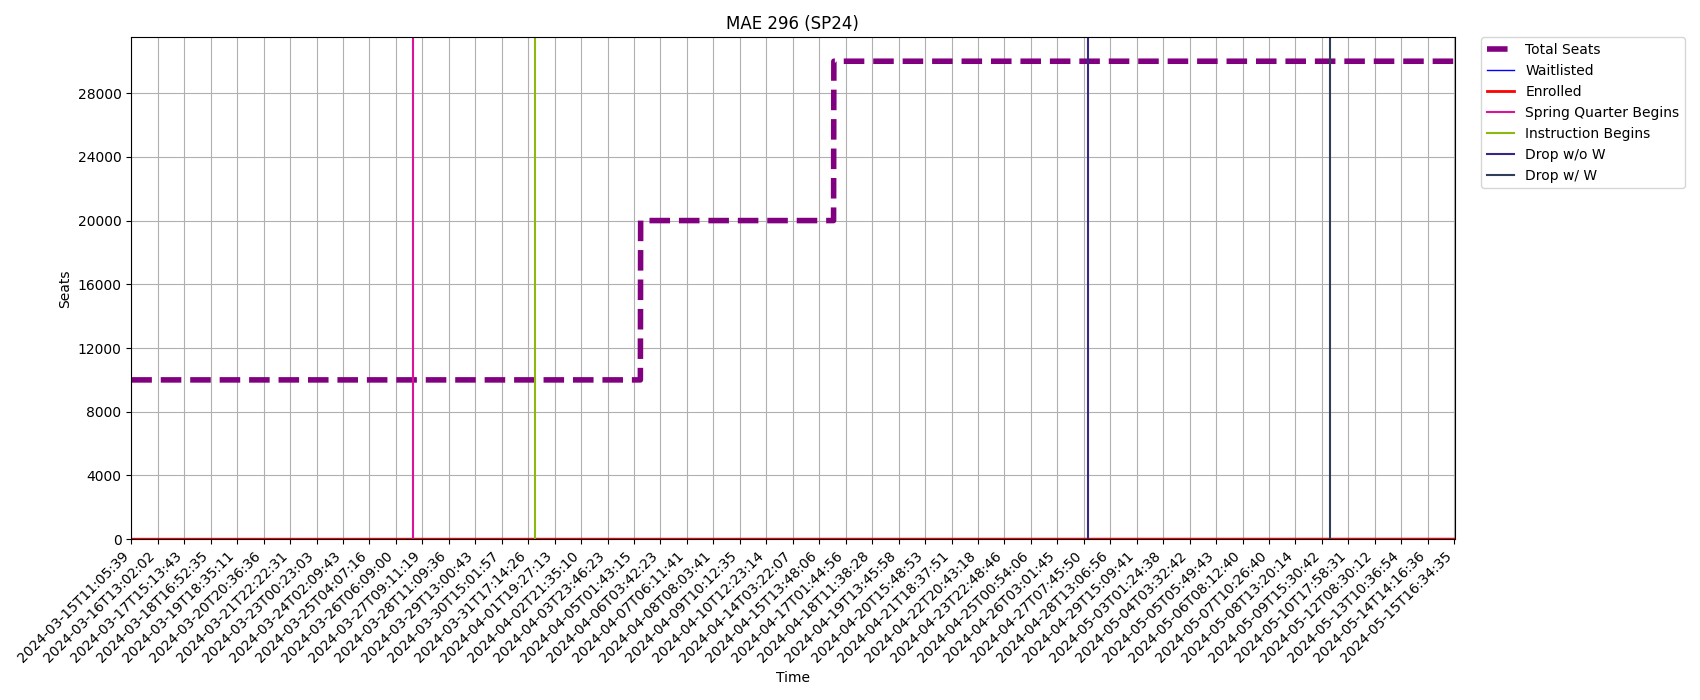 MAE 296 (SP24)
Total Seats
Waitlisted
Enrolled
Spring Quarter Begins
Instruction Begins
Drop w/o W
Drop w/ W
Seats
28000
24000
20000
16000
12000
8000
4000
0
2024-03-15T11:05:39
2024-03-16T13:02:02
2024-03-17T15:13:43
2024-03-18T16:52:35
2024-03-19T18:35:11
2024-03-20T20:36:36
2024-03-21T22:22:31
2024-03-23T00:23:03
2024-03-24T02:09:43
2024-03-25T04:07:16
2024-03-26T06:09:00
2024-03-27T09:11:19
2024-03-28T11:09:36
2024-03-29T13:00:43
2024-03-30T15:01:57
2024-03-31T17:14:26
2024-04-01T19:27:13
2024-04-02T21:35:10
2024-04-03T23:46:23
2024-04-05T01:43:15
2024-04-06T03:42:23
2024-04-07T06:11:41
2024-04-08T08:03:41
2024-04-09T10:12:35
2024-04-10T12:23:14
2024-04-14T03:22:07
2024-04-15T13:48:06
2024-04-17T01:44:56
2024-04-18T11:38:28
2024-04-19T13:45:58
2024-04-20T15:48:53
2024-04-21T18:37:51
2024-04-22T20:43:18
2024-04-23T22:48:46
2024-04-25T00:54:06
2024-04-26T03:01:45
2024-04-27T07:45:50
2024-04-28T13:06:56
2024-04-29T15:09:41
2024-05-03T01:24:38
2024-05-04T03:32:42
2024-05-05T05:49:43
2024-05-06T08:12:40
2024-05-07T10:26:40
2024-05-08T13:20:14
2024-05-09T15:30:42
2024-05-10T17:58:31
2024-05-12T08:30:12
2024-05-13T10:36:54
2024-05-14T14:16:36
2024-05-15T16:34:35
Time